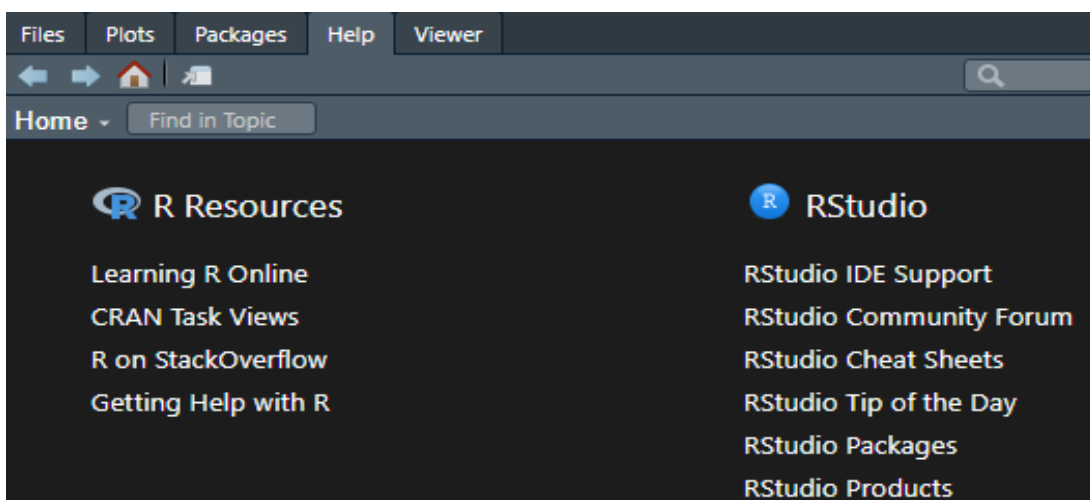 Files Plots Packages Help Viewer
Home Find in Topic
R R Resources
Learning R Online
CRAN Task Views
R on StackOverflow
Getting Help with R
R RStudio
RStudio IDE Support
RStudio Community Forum
RStudio Cheat Sheets
RStudio Tip of the Day
RStudio Packages
RStudio Products